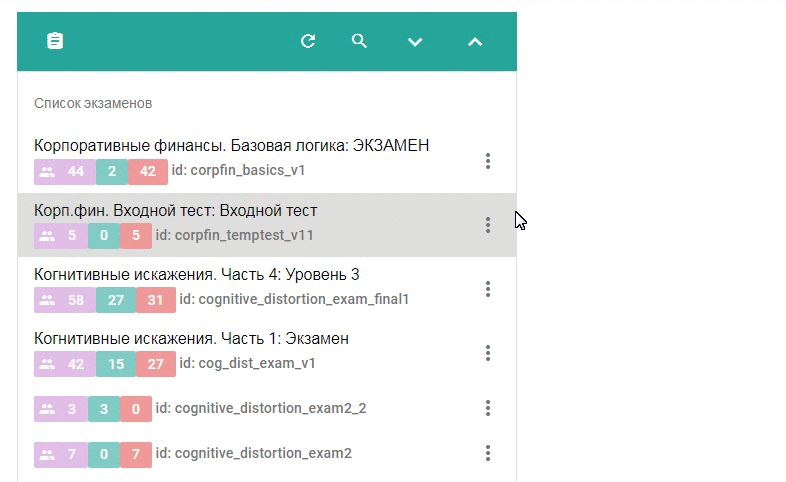 Список экзаменов
Корпоративные финансы. Базовая логика: ЭКЗАМЕН
44 2 42 id: corpfin_basics_v1
Корп.фин. Входной тест: Входной тест
5 0 5 id: corpfin_temptest_v11
Когнитивные искажения. Часть 4: Уровень 3
58 27 31 id: cognitive_distortion_exam_final1
Когнитивные искажения. Часть 1: Экзамен
42 15 27 id: cog_dist_exam_v1
3 3 0 id: cognitive_distortion_exam2_2
7 0 7 id: cognitive_distortion_exam2